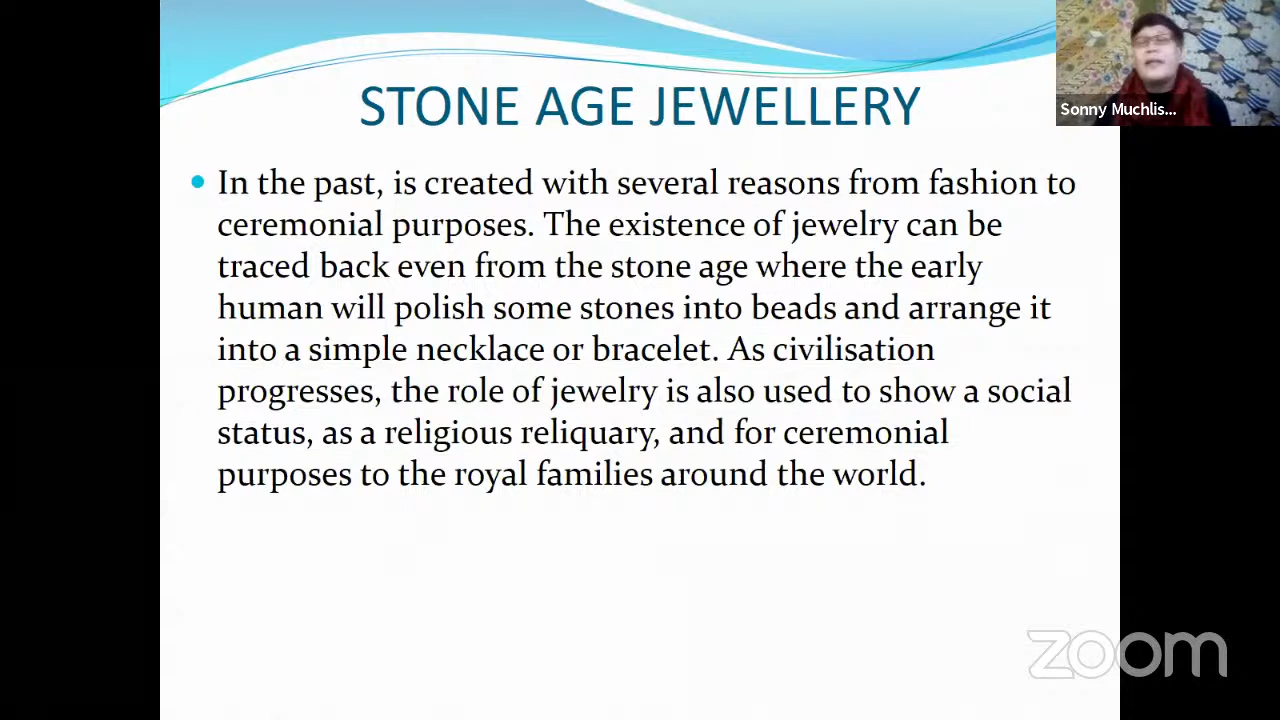 STONE AGE JEWELLERY
Sonny Muchlis...
In the past, is created with several reasons from fashion to
ceremonial purposes. The existence of jewelry can be
traced back even from the stone age where the early
human will polish some stones into beads and arrange it
into a simple necklace or bracelet. As civilisation
progresses, the role of jewelry is also used to show a social
status, as a religious reliquary, and for ceremonial
purposes to the royal families around the world.
zoom